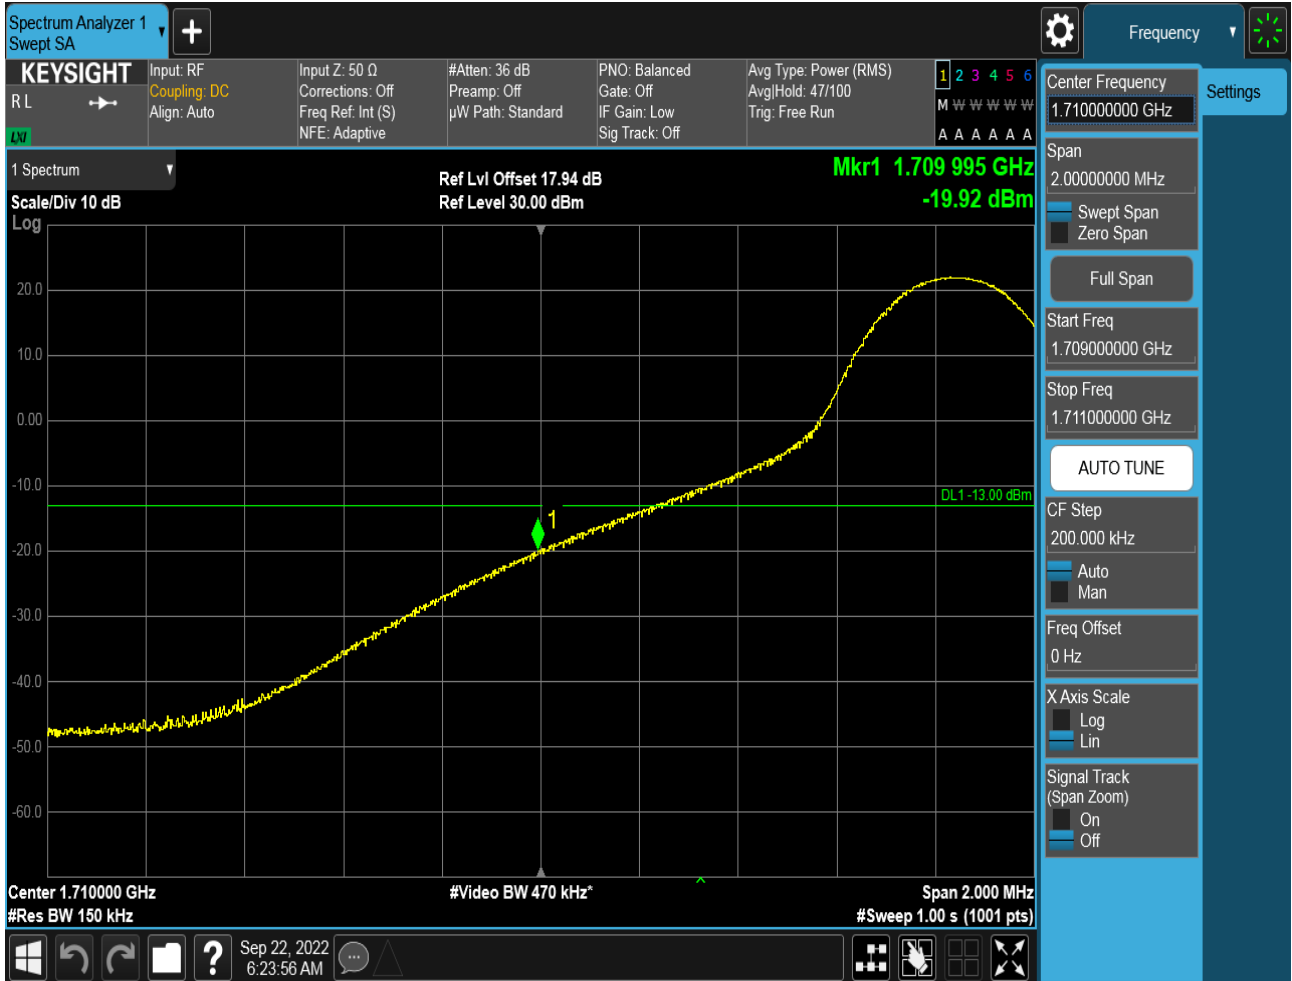 Spectrum Analyzer 1
Swept SA
Frequency
KEYSIGHT
R L
LXI
Input: RF
Coupling: DC
Align: Auto
Input Z: 50 Ω
Corrections: Off
Freq Ref: Int (S)
NFE: Adaptive
#Atten: 36 dB
Preamp: Off
µW Path: Standard
PNO: Balanced
Gate: Off
IF Gain: Low
Sig Track: Off
Avg Type: Power (RMS)
Avg|Hold: 47/100
Trig: Free Run
1 2 3 4 5 6
M W W W W W
A A A A A A
1 Spectrum
Scale/Div 10 dB
Log
Ref Lvl Offset 17.94 dB
Ref Level 30.00 dBm
Mkr1 1.709 995 GHz
-19.92 dBm
20.0
10.0
0.00
-10.0
-20.0
-30.0
-40.0
-50.0
-60.0
DL1 -13.00 dBm
1
Center 1.710000 GHz
#Res BW 150 kHz
#Video BW 470 kHz*
Span 2.000 MHz
#Sweep 1.00 s (1001 pts)
Center Frequency
1.710000000 GHz
Settings
Span
2.00000000 MHz
Swept Span
Zero Span
Full Span
Start Freq
1.709000000 GHz
Stop Freq
1.711000000 GHz
AUTO TUNE
CF Step
200.000 kHz
Auto
Man
Freq Offset
0 Hz
X Axis Scale
Log
Lin
Signal Track
(Span Zoom)
On
Off
?
Sep 22, 2022
6:23:56 AM